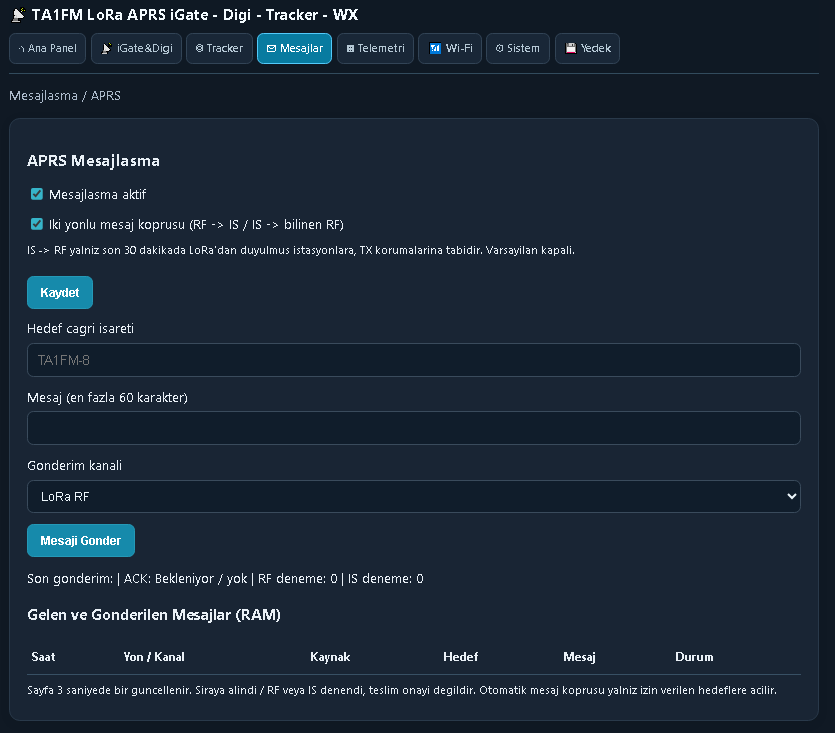 TA1FM LoRa APRS iGate - Digi - Tracker - WX
Ana Panel iGate&Digi Tracker Mesajlar Telemetri Wi-Fi Sistem Yedek
Mesajlasma / APRS
APRS Mesajlasma
Mesajlasma aktif
Iki yonlu mesaj koprusu (RF -> IS / IS -> bilinen RF)
IS -> RF yalniz son 30 dakikada LoRa'dan duyulmus istasyonlara, TX korumalarina tabidir. Varsayilan kapali.
Kaydet
Hedef cagri isareti
TA1FM-8
Mesaj (en fazla 60 karakter)
Gonderim kanali
LoRa RF
Mesaji Gonder
Son gonderim: | ACK: Bekleniyor / yok | RF deneme: 0 | IS deneme: 0
Gelen ve Gonderilen Mesajlar (RAM)
Saat Yon / Kanal Kaynak Hedef Mesaj Durum
Sayfa 3 saniyede bir guncellenir. Siraya alindi / RF veya IS denendi, teslim onayi degildir. Otomatik mesaj koprusu yalniz izin verilen hedeflere acilir.